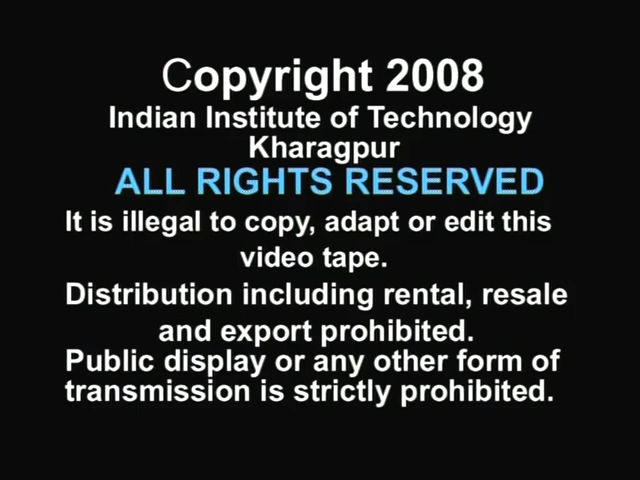 Copyright 2008
Indian Institute of Technology
Kharagpur
ALL RIGHTS RESERVED
It is illegal to copy, adapt or edit this
video tape.
Distribution including rental, resale
and export prohibited.
Public display or any other form of
transmission is strictly prohibited.